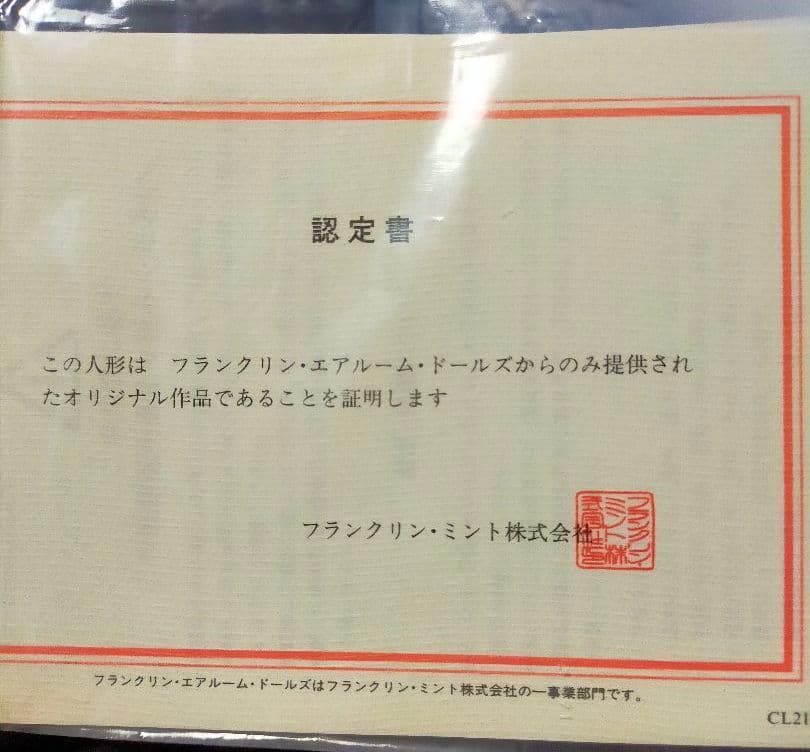 認定書
この人形は　フランクリン・エアルーム・ドールズからのみ提供され
たオリジナル作品であることを証明します
フランクリン・ミント株式会社
フランクリン・エアルーム・ドールズはフランクリン・ミント株式会社の一事業部門です。
CL21